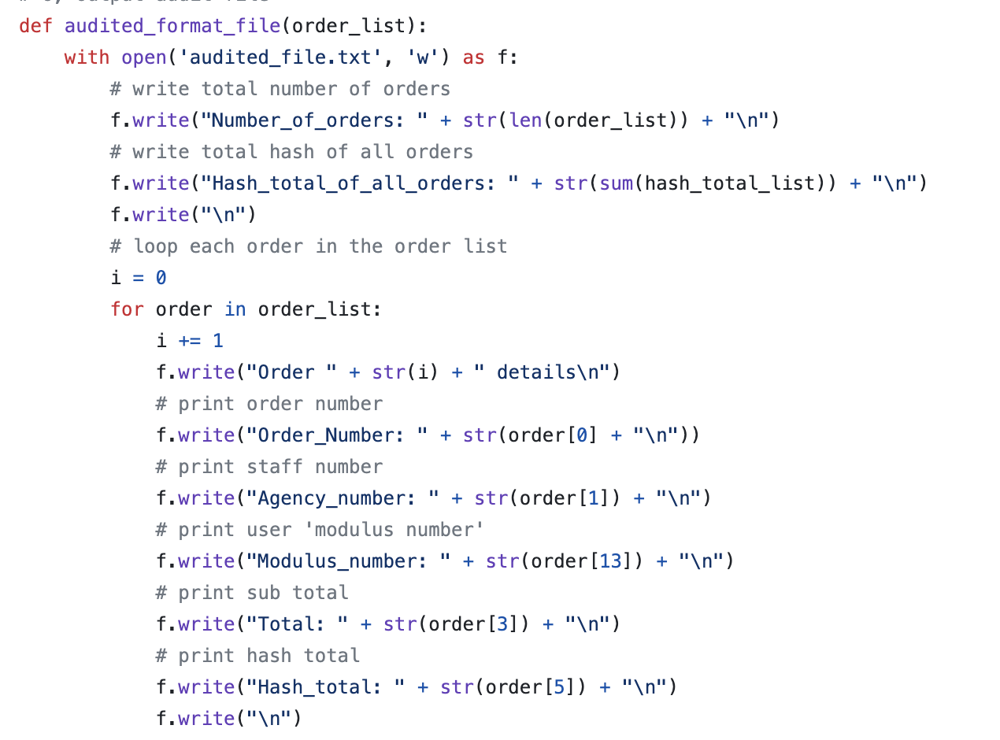 def audited_format_file(order_list):
    with open('audited_file.txt', 'w') as f:
        # write total number of orders
        f.write("Number_of_orders: " + str(len(order_list)) + "\n")
        # write total hash of all orders
        f.write("Hash_total_of_all_orders: " + str(sum(hash_total_list)) + "\n")
        f.write("\n")
        # loop each order in the order list
        i = 0
        for order in order_list:
            i += 1
            f.write("Order " + str(i) + " details\n")
            # print order number
            f.write("Order_Number: " + str(order[0] + "\n"))
            # print staff number
            f.write("Agency_number: " + str(order[1]) + "\n")
            # print user 'modulus number'
            f.write("Modulus_number: " + str(order[13]) + "\n")
            # print sub total
            f.write("Total: " + str(order[3]) + "\n")
            # print hash total
            f.write("Hash_total: " + str(order[5]) + "\n")
            f.write("\n")